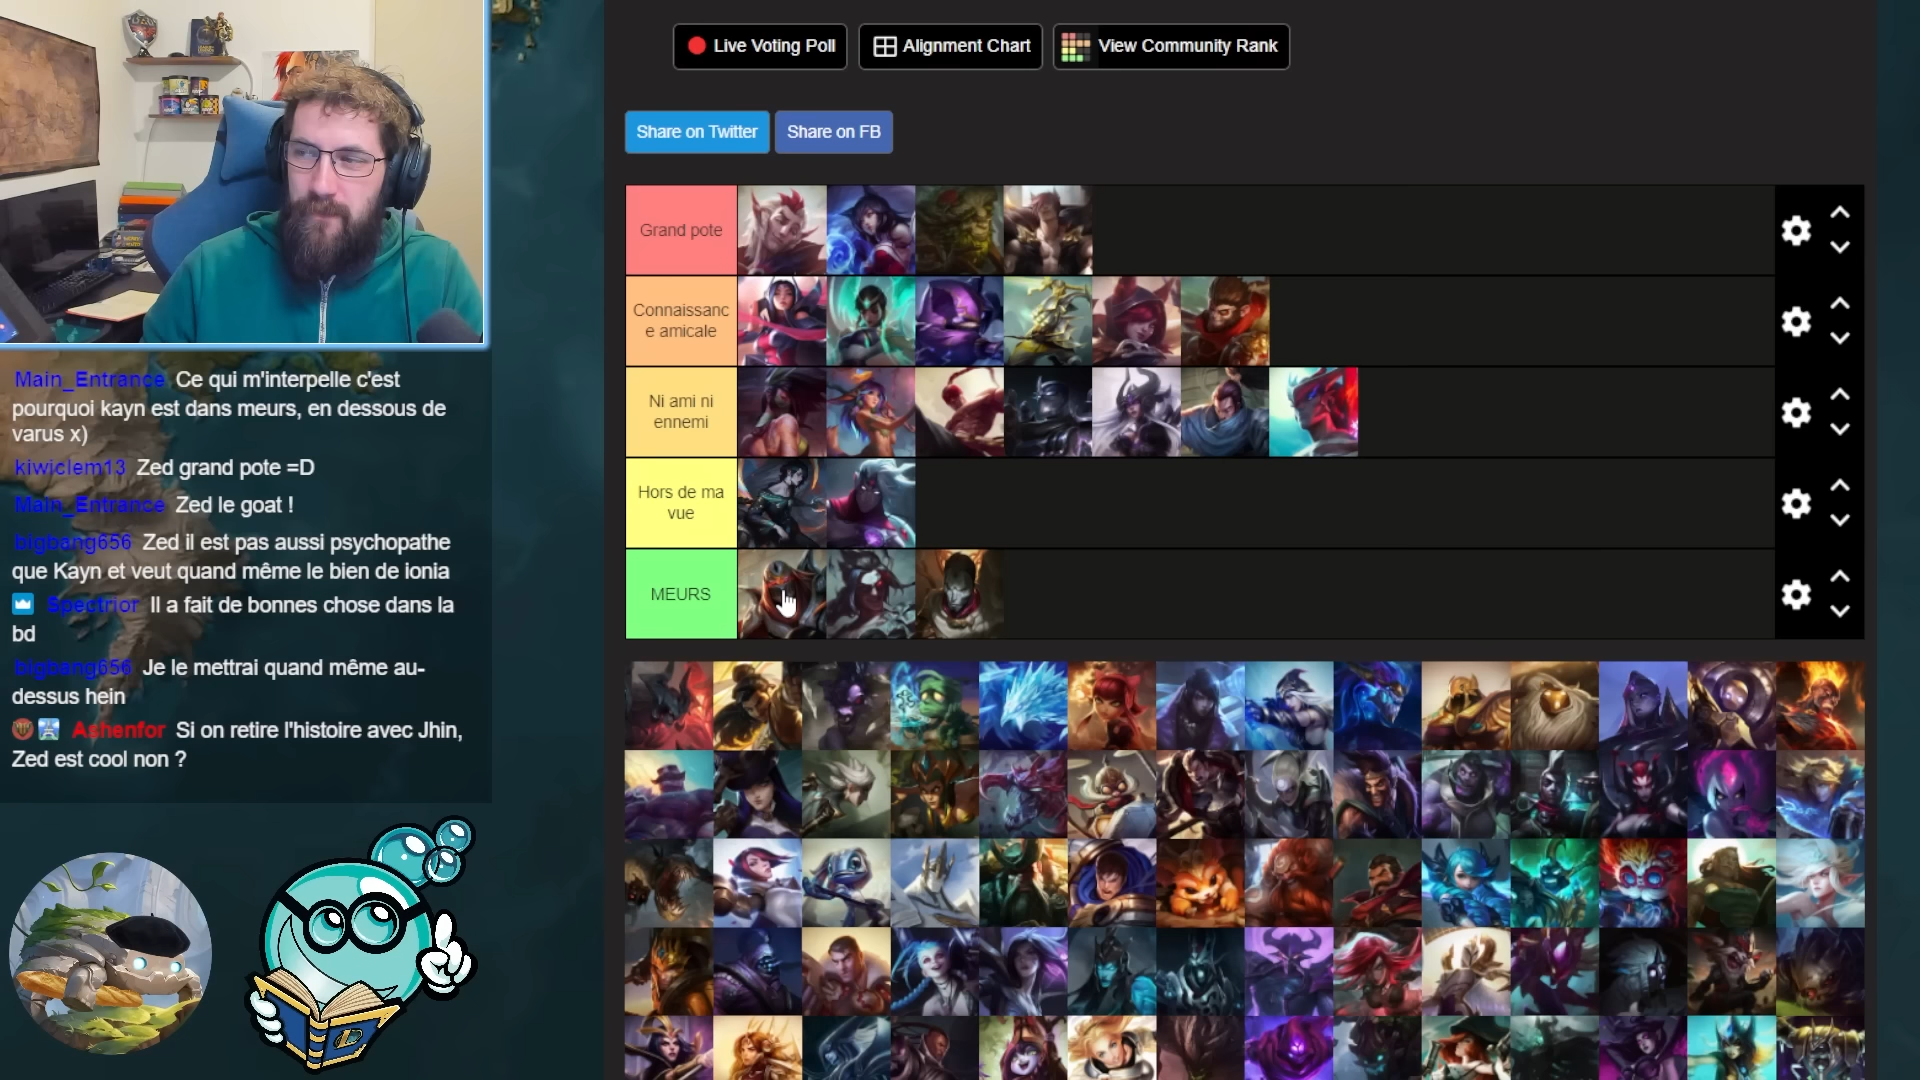 Live Voting Poll
Alignment Chart
View Community Rank
Share on Twitter
Share on FB
Grand pote
Connaissanc
e amicale
Ni ami ni
ennemi
Hors de ma
vue
MEURS
Main_Entrance Ce qui m'interpelle c'est
pourquoi kayn est dans meurs, en dessous de
varus x)
kiwiclem13 Zed grand pote =D
Main_Entrance Zed le goat !
bigbang656 Zed il est pas aussi psychopathe
que Kayn et veut quand même le bien de ionia
Spectrior Il a fait de bonnes chose dans la
bd
bigbang656 Je le mettrai quand même au-
dessus hein
Ashenfor Si on retire l'histoire avec Jhin,
Zed est cool non ?